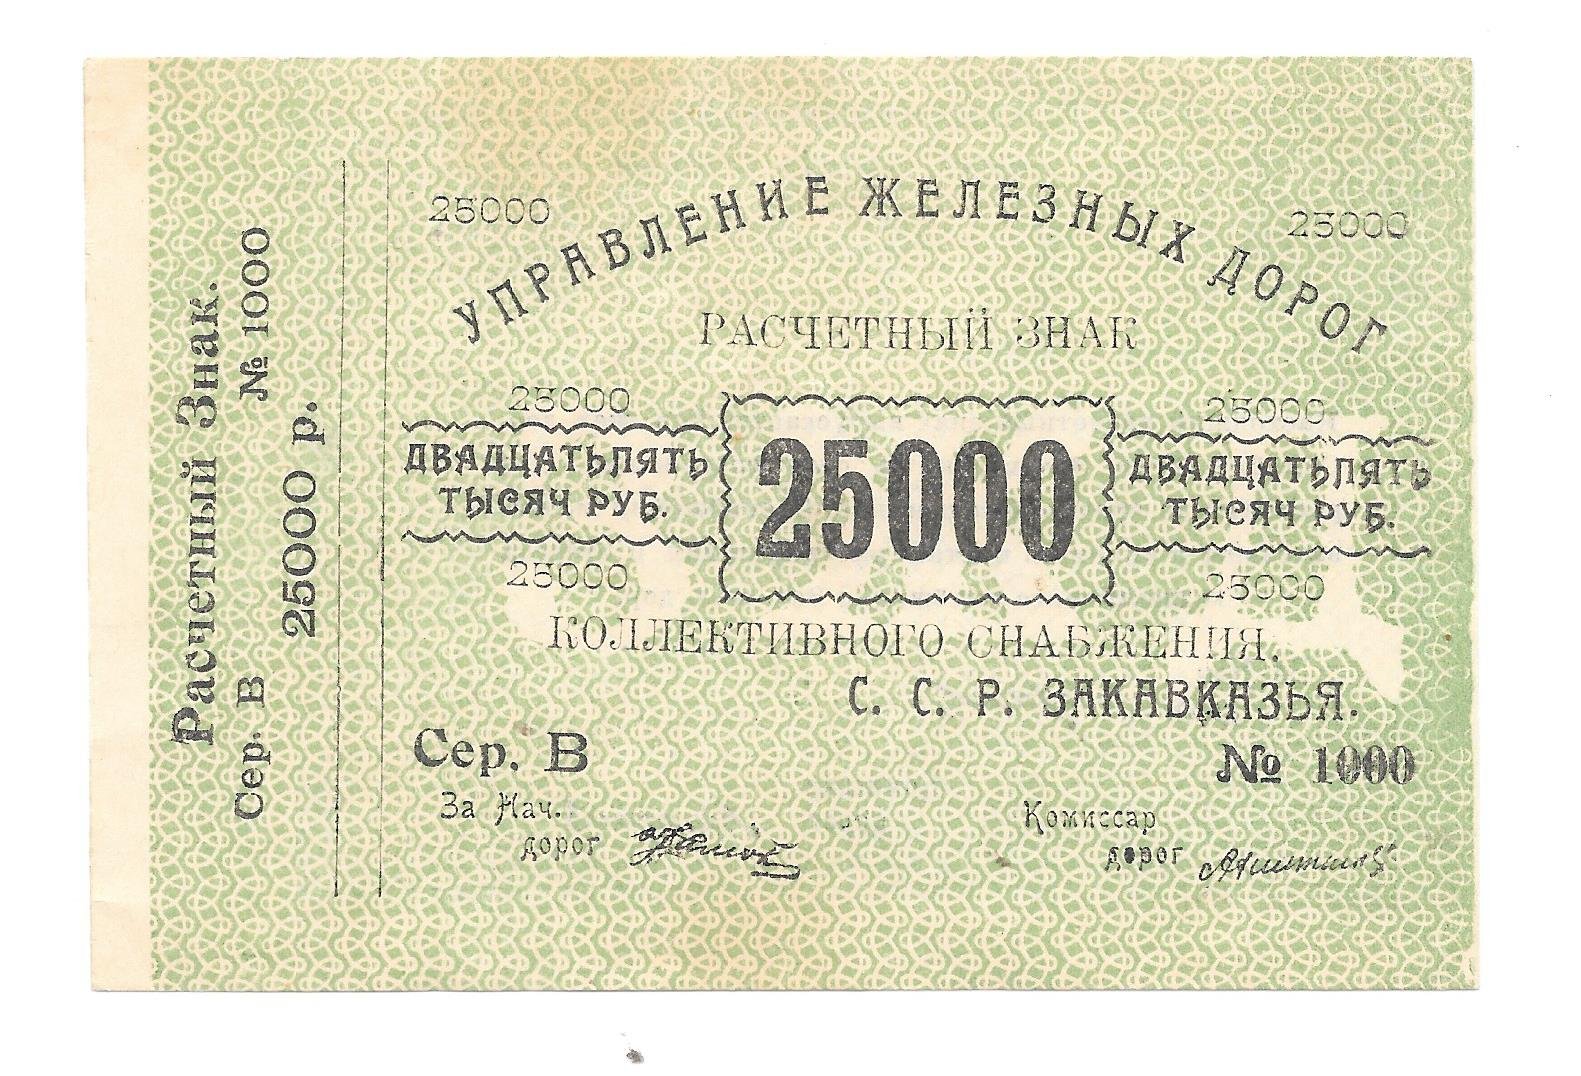 Расчетный Знак.
Сер. В № 1000
25000 р.
25000 25000
УПРАВЛЕНИЕ ЖЕЛЕЗНЫХ ДОРОГ
РАСЧЕТНЫЙ ЗНАК
25000 25000
ДВАДЦАТЬПЯТЬ
ТЫСЯЧ РУБ.
25000
ДВАДЦАТЬПЯТЬ
ТЫСЯЧ РУБ.
25000 25000
КОЛЛЕКТИВНОГО СНАБЖЕНИЯ.
С. С. Р. ЗАКАВКАЗЬЯ.
Сер. В № 1000
За Нач.
дорог
Комиссар
дорог